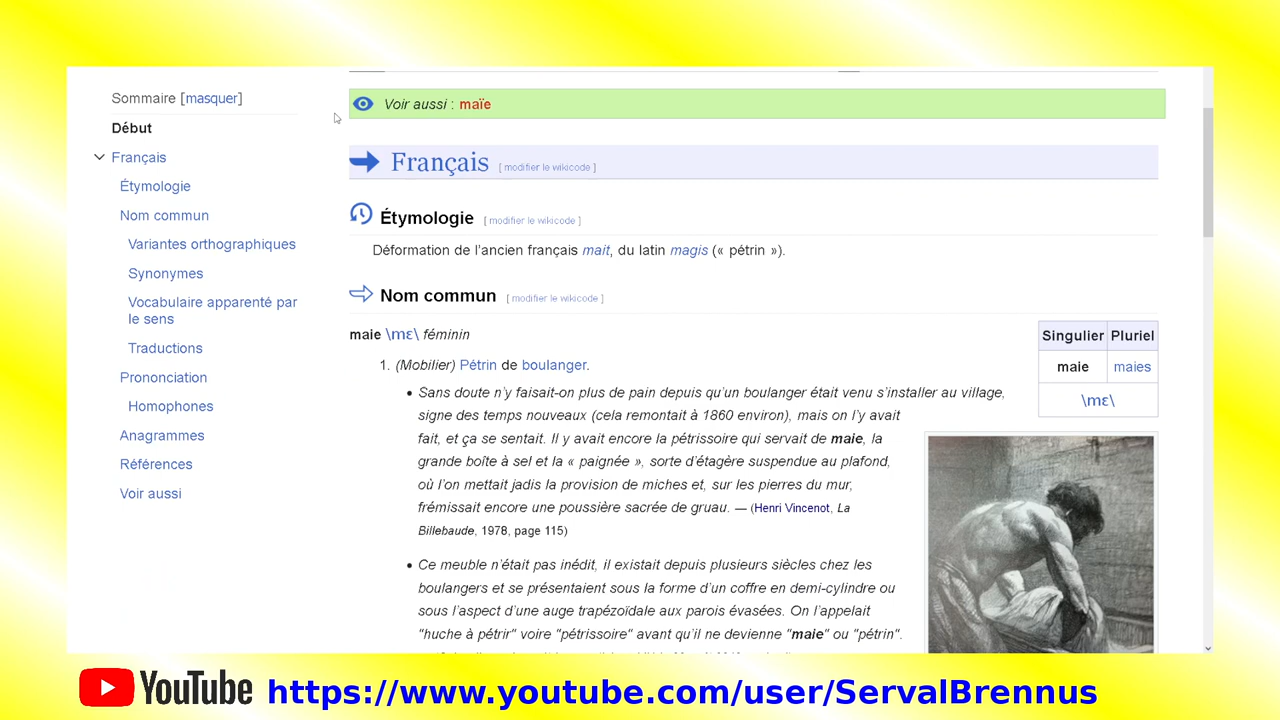 Sommaire [masquer]
Début
Français
Étymologie
Nom commun
Variantes orthographiques
Synonymes
Vocabulaire apparenté par
le sens
Traductions
Prononciation
Homophones
Anagrammes
Références
Voir aussi
Voir aussi : maïe
Français [ modifier le wikicode ]
Étymologie [ modifier le wikicode ]
Déformation de l’ancien français mait, du latin magis (« pétrin »).
Nom commun [ modifier le wikicode ]
maie \mɛ\ féminin
1. (Mobilier) Pétrin de boulanger.
• Sans doute n’y faisait-on plus de pain depuis qu’un boulanger était venu s’installer au village,
signe des temps nouveaux (cela remontait à 1860 environ), mais on l’y avait
fait, et ça se sentait. Il y avait encore la pétrissoire qui servait de maie, la
grande boîte à sel et la « paignée », sorte d’étagère suspendue au plafond,
où l’on mettait jadis la provision de miches et, sur les pierres du mur,
frémissait encore une poussière sacrée de gruau. — (Henri Vincenot, La
Billebaude, 1978, page 115)
• Ce meuble n’était pas inédit, il existait depuis plusieurs siècles chez les
boulangers et se présentaient sous la forme d’un coffre en demi-cylindre ou
sous l’aspect d’une auge trapézoïdale aux parois évasées. On l’appelait
"huche à pétrir" voire "pétrissoire" avant qu’il ne devienne "maie" ou "pétrin".
Singulier Pluriel
maie maies
\mɛ\
YouTube https://www.youtube.com/user/ServalBrennus